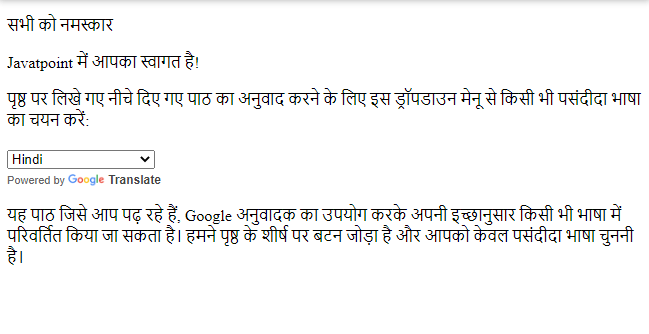 सभी को नमस्कार
Javatpoint में आपका स्वागत है!
पृष्ठ पर लिखे गए नीचे दिए गए पाठ का अनुवाद करने के लिए इस ड्रॉपडाउन मेनू से किसी भी पसंदीदा भाषा
का चयन करें:
Hindi
Powered by Google Translate
यह पाठ जिसे आप पढ़ रहे हैं, Google अनुवादक का उपयोग करके अपनी इच्छानुसार किसी भी भाषा में
परिवर्तित किया जा सकता है। हमने पृष्ठ के शीर्ष पर बटन जोड़ा है और आपको केवल पसंदीदा भाषा चुननी
है।